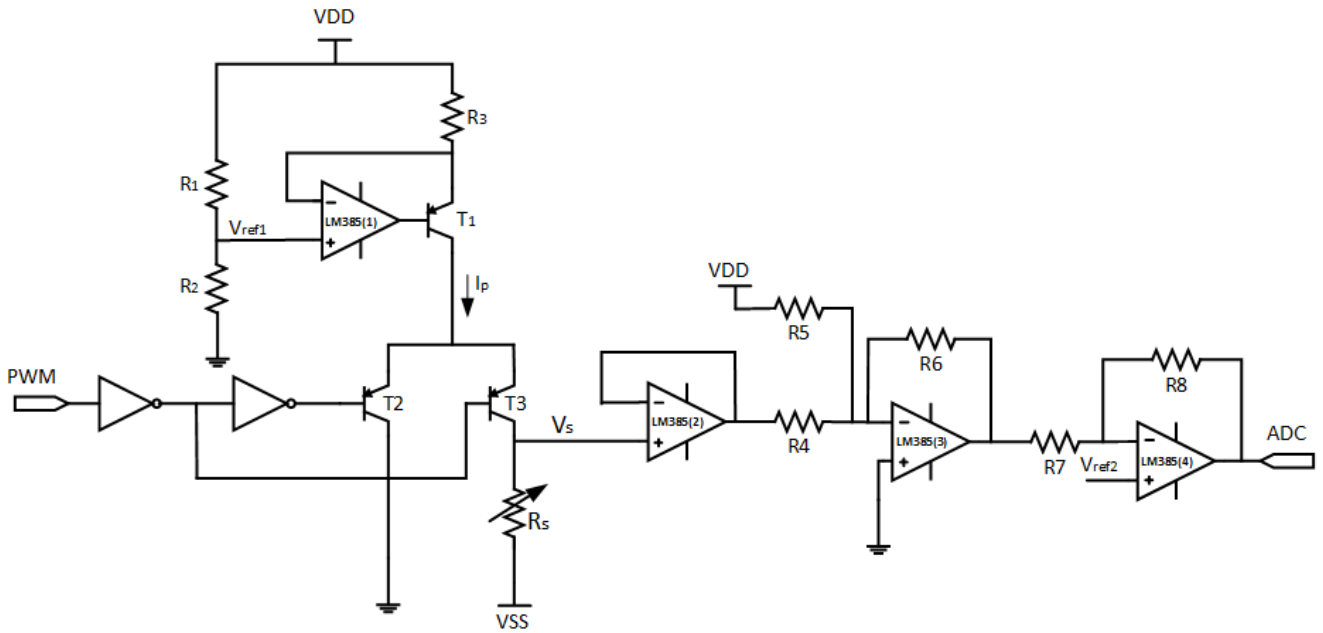 VDD
R3
R1
LM385(1)
T1
Vref1
R2
Ip
VDD
R5
R6
R8
PWM
T2
T3
Vs
LM385(2)
R4
LM385(3)
R7
Vref2
LM385(4)
ADC
Rs
VSS